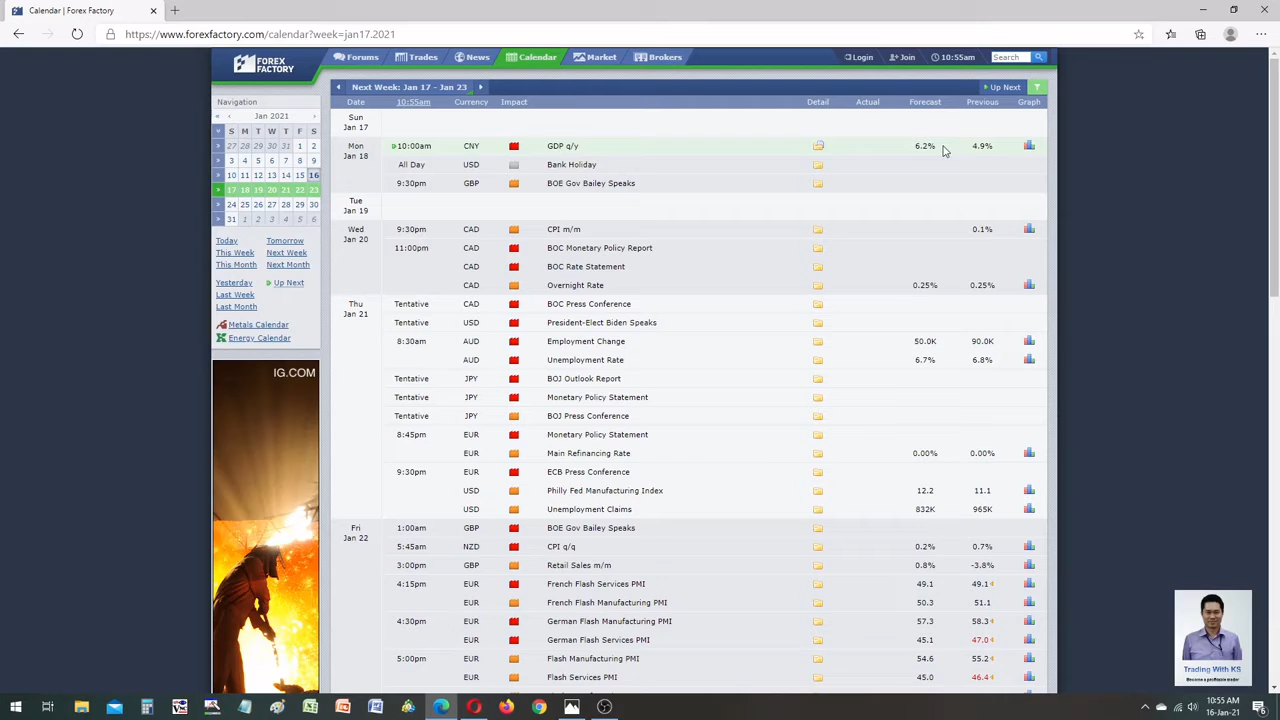 Calendar | Forex Factory
https://www.forexfactory.com/calendar?week=jan17.2021
FOREX FACTORY Forums Trades News Calendar Market Brokers Login Join 10:55am Search
Navigation
« ‹ Jan 2021 › »
S M T W T F S
27 28 29 30 31 1 2
3 4 5 6 7 8 9
10 11 12 13 14 15 16
17 18 19 20 21 22 23
24 25 26 27 28 29 30
31 1 2 3 4 5 6
Today Tomorrow
This Week Next Week
This Month Next Month
Yesterday Up Next
Last Week
Last Month
Metals Calendar
Energy Calendar
IG.COM
Next Week: Jan 17 - Jan 23 Up Next
Date 10:55am Currency Impact Detail Actual Forecast Previous Graph
Sun
Jan 17
Mon
Jan 18
10:00am CNY GDP q/y 6.2% 4.9%
All Day USD Bank Holiday
9:30pm GBP BOE Gov Bailey Speaks
Tue
Jan 19
Wed
Jan 20
9:30pm CAD CPI m/m 0.1%
11:00pm CAD BOC Monetary Policy Report
CAD BOC Rate Statement
CAD Overnight Rate 0.25% 0.25%
Thu
Jan 21
Tentative CAD BOC Press Conference
Tentative USD President-Elect Biden Speaks
8:30am AUD Employment Change 50.0K 90.0K
AUD Unemployment Rate 6.7% 6.8%
Tentative JPY BOJ Outlook Report
Tentative JPY Monetary Policy Statement
Tentative JPY BOJ Press Conference
8:45pm EUR Monetary Policy Statement
EUR Main Refinancing Rate 0.00% 0.00%
9:30pm EUR ECB Press Conference
USD Philly Fed Manufacturing Index 12.2 11.1
USD Unemployment Claims 832K 965K
Fri
Jan 22
1:00am GBP BOE Gov Bailey Speaks
5:45am NZD CPI q/q 0.2% 0.7%
3:00pm GBP Retail Sales m/m 0.8% -3.8%
4:15pm EUR French Flash Services PMI 49.1 49.1
EUR French Flash Manufacturing PMI 50.3 51.1
4:30pm EUR German Flash Manufacturing PMI 57.3 58.3
EUR German Flash Services PMI 45.1 47.0
5:00pm EUR Flash Manufacturing PMI 54.6 55.2
EUR Flash Services PMI 45.0 46.4
Trading With KS
Become a profitable trader
10:55 AM
16-Jan-21
6